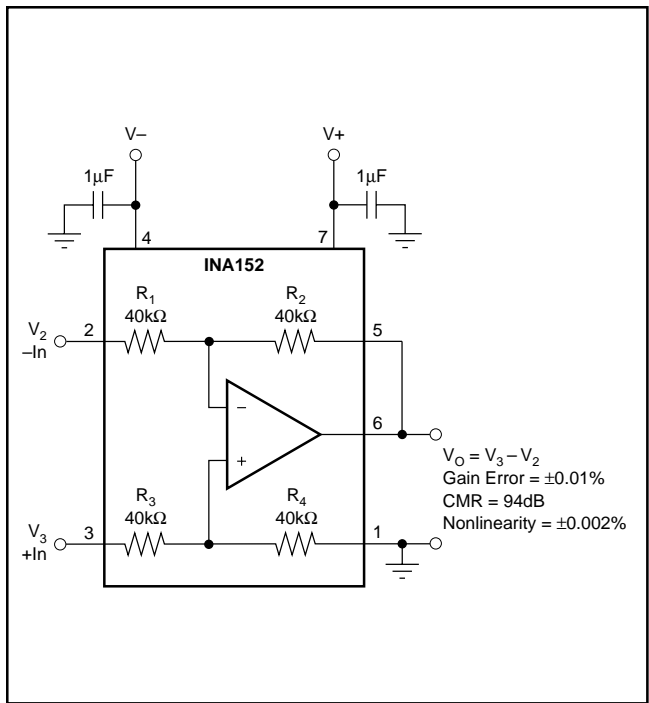 V– V+
1µF 1µF
4 7
INA152
R1 R2
40kΩ 40kΩ
V2 2 5
–In
– 
6
+
VO = V3 – V2
Gain Error = ±0.01%
CMR = 94dB
Nonlinearity = ±0.002%
R3 R4
40kΩ 40kΩ
V3 3 1
+In